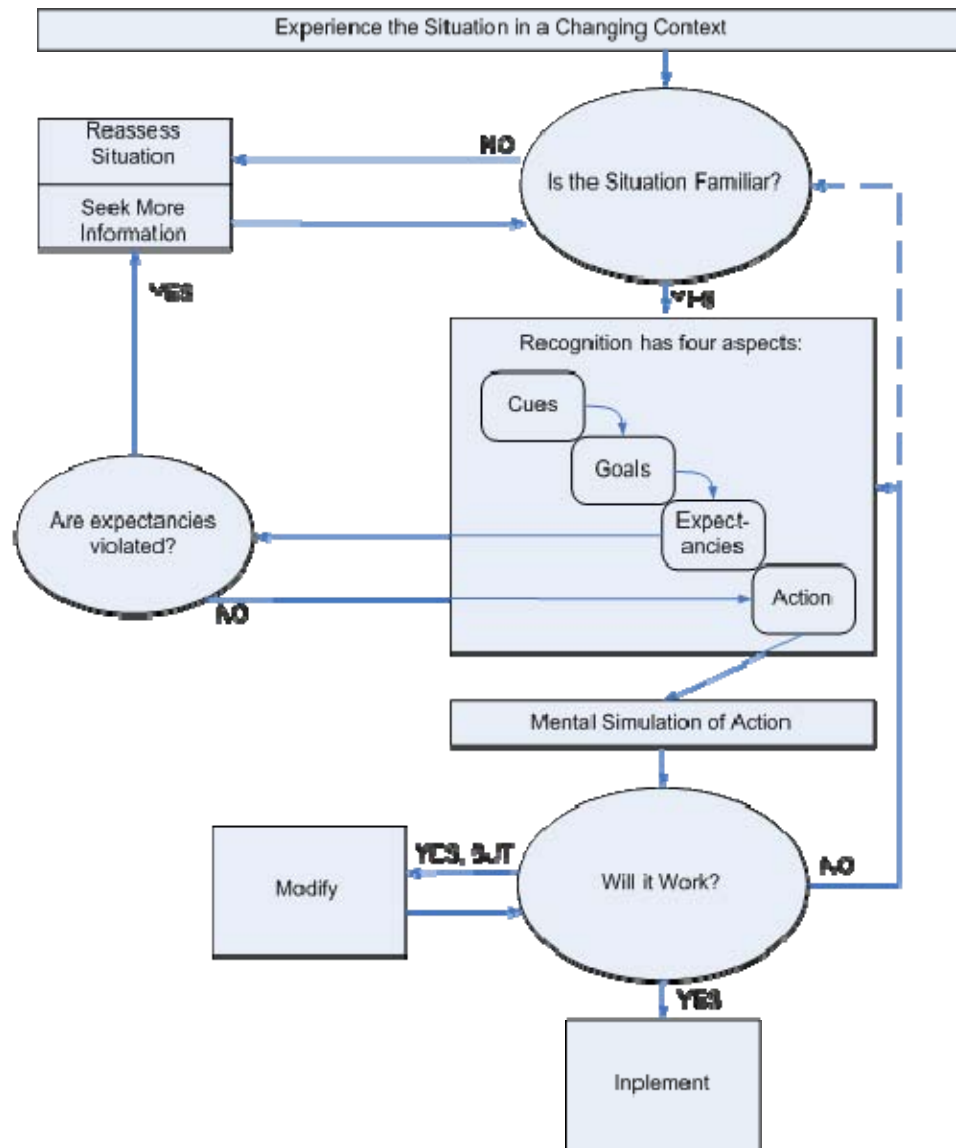 Experience the Situation in a Changing Context
Reassess
Situation
NO
Is the Situation Familiar?
Seek More
Information
YES
YES
Recognition has four aspects:
Cues
Goals
Are expectancies
violated?
Expect-
ancies
NO
Action
Mental Simulation of Action
YES, BUT
Modify
Will it Work?
NO
YES
Inplement